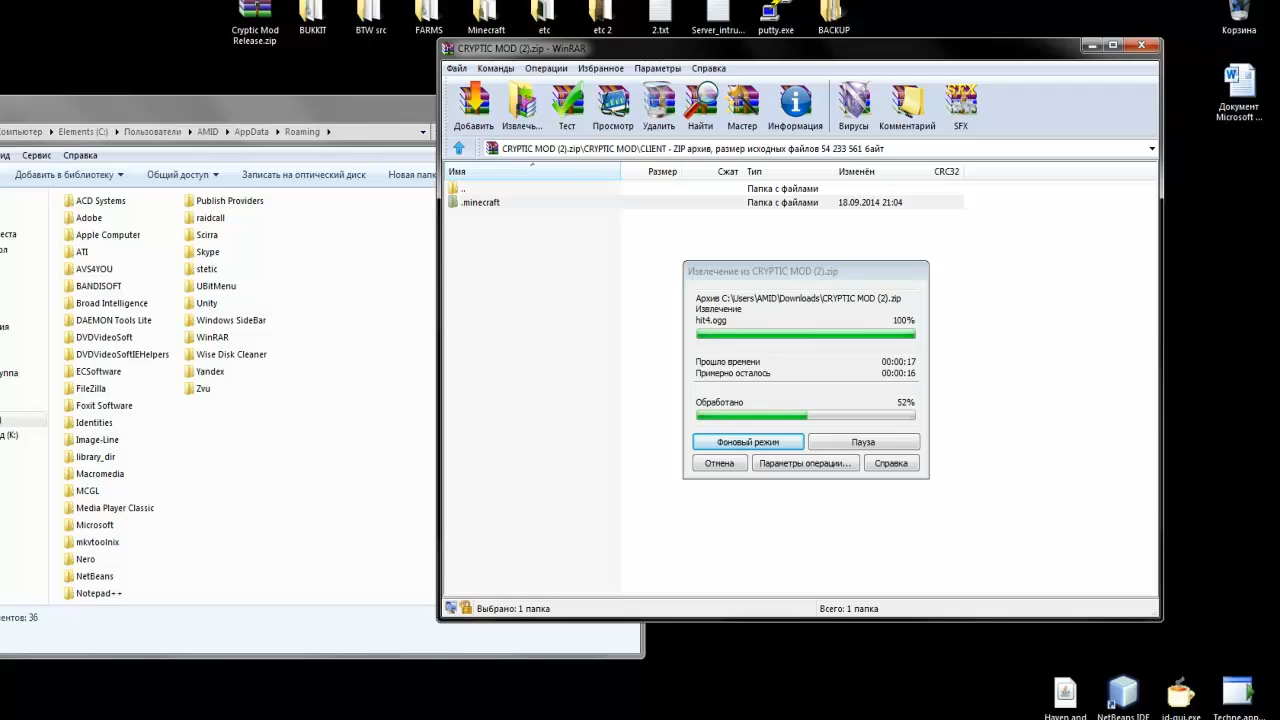 Cryptic Mod
Release.zip
BUKKIT
BTW src
FARMS
Minecraft
etc
etc 2
2.txt
Server_intru...
putty.exe
BACKUP
Корзина
Документ
Microsoft ...
омпьютер
Elements (C:)
Пользователи
AMID
AppData
Roaming
ид
Сервис
Справка
Добавить в библиотеку
Общий доступ
Записать на оптический диск
Новая пап
еста
ол
ия
руппа
)
д (K:)
ACD Systems
Adobe
Apple Computer
ATI
AVS4YOU
BANDISOFT
Broad Intelligence
DAEMON Tools Lite
DVDVideoSoft
DVDVideoSoftIEHelpers
ECSoftware
FileZilla
Foxit Software
Identities
Image-Line
library_dir
Macromedia
MCGL
Media Player Classic
Microsoft
mkvtoolnix
Nero
NetBeans
Notepad++
Publish Providers
raidcall
Scirra
Skype
stetic
UBitMenu
Unity
Windows SideBar
WinRAR
Wise Disk Cleaner
Yandex
Zvu
ентов: 36
CRYPTIC MOD (2).zip - WinRAR
Файл
Команды
Операции
Избранное
Параметры
Справка
Добавить
Извлечь...
Тест
Просмотр
Удалить
Найти
Мастер
Информация
Вирусы
Комментарий
SFX
CRYPTIC MOD (2).zip\CRYPTIC MOD\CLIENT - ZIP архив, размер исходных файлов 54 233 561 байт
Имя
Размер
Сжат
Тип
Изменён
CRC32
..
Папка с файлами
.minecraft
Папка с файлами
18.09.2014 21:04
Извлечение из CRYPTIC MOD (2).zip
Архив C:\Users\AMID\Downloads\CRYPTIC MOD (2).zip
Извлечение
hit4.ogg
100%
Прошло времени
00:00:17
Примерно осталось
00:00:16
Обработано
52%
Фоновый режим
Пауза
Отмена
Параметры операции...
Справка
Выбрано: 1 папка
Всего: 1 папка
Haven and
NetBeans IDE
jd-gui.exe
Techne.app...